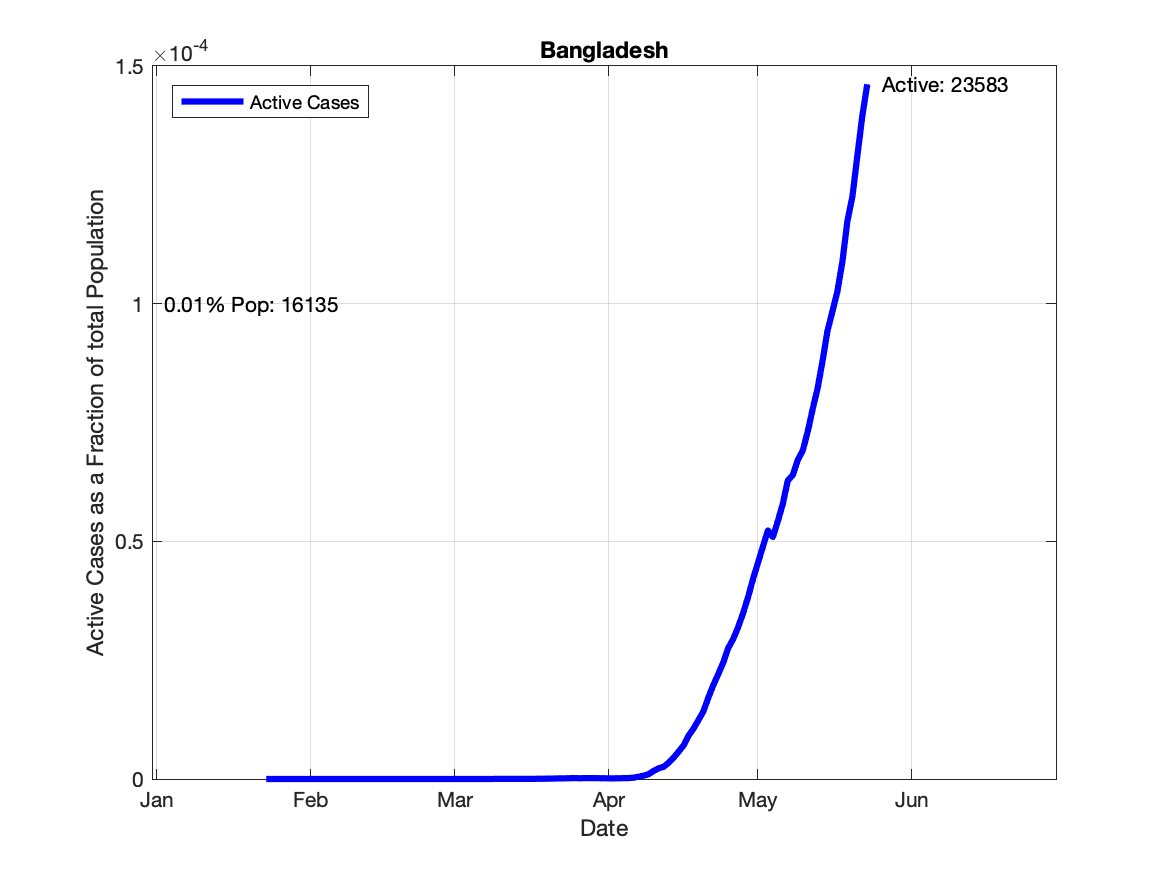 Bangladesh
×10⁻⁴
1.5
1
0.5
0
Active Cases
Active: 23583
0.01% Pop: 16135
Active Cases as a Fraction of total Population
Jan Feb Mar Apr May Jun
Date